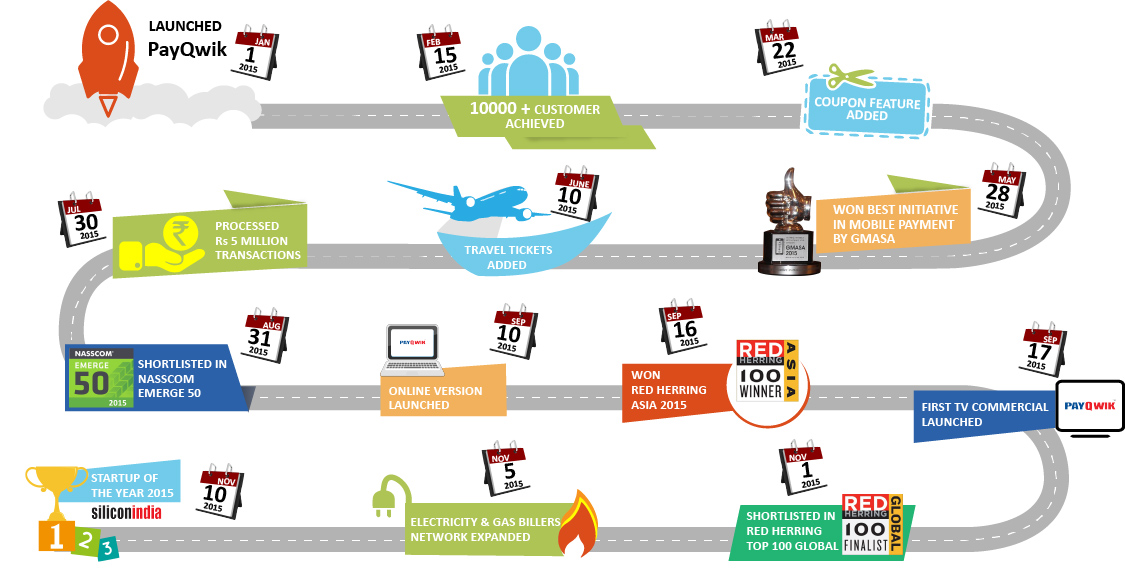 LAUNCHED
PayQwik
JAN
1
2015
FEB
15
2015
10000 + CUSTOMER
ACHIEVED
MAR
22
2015
COUPON FEATURE
ADDED
MAY
28
2015
WON BEST INITIATIVE
IN MOBILE PAYMENT
BY GMASA
GMASA
2015
JUNE
10
2015
TRAVEL TICKETS
ADDED
JUL
30
2015
PROCESSED
Rs 5 MILLION
TRANSACTIONS
₹
AUG
31
2015
NASSCOM
EMERGE
50
2015
SHORTLISTED IN
NASSCOM
EMERGE 50
SEP
10
2015
PAYQWIK
ONLINE VERSION
LAUNCHED
SEP
16
2015
WON
RED HERRING
ASIA 2015
RED
HERRING
100
WINNER
ASIA
SEP
17
2015
FIRST TV COMMERCIAL
LAUNCHED
PAYQWIK
NOV
1
2015
SHORTLISTED IN
RED HERRING
TOP 100 GLOBAL
RED
HERRING
100
FINALIST
GLOBAL
NOV
5
2015
ELECTRICITY & GAS BILLERS
NETWORK EXPANDED
NOV
10
2015
STARTUP OF
THE YEAR 2015
siliconindia
1
2
3